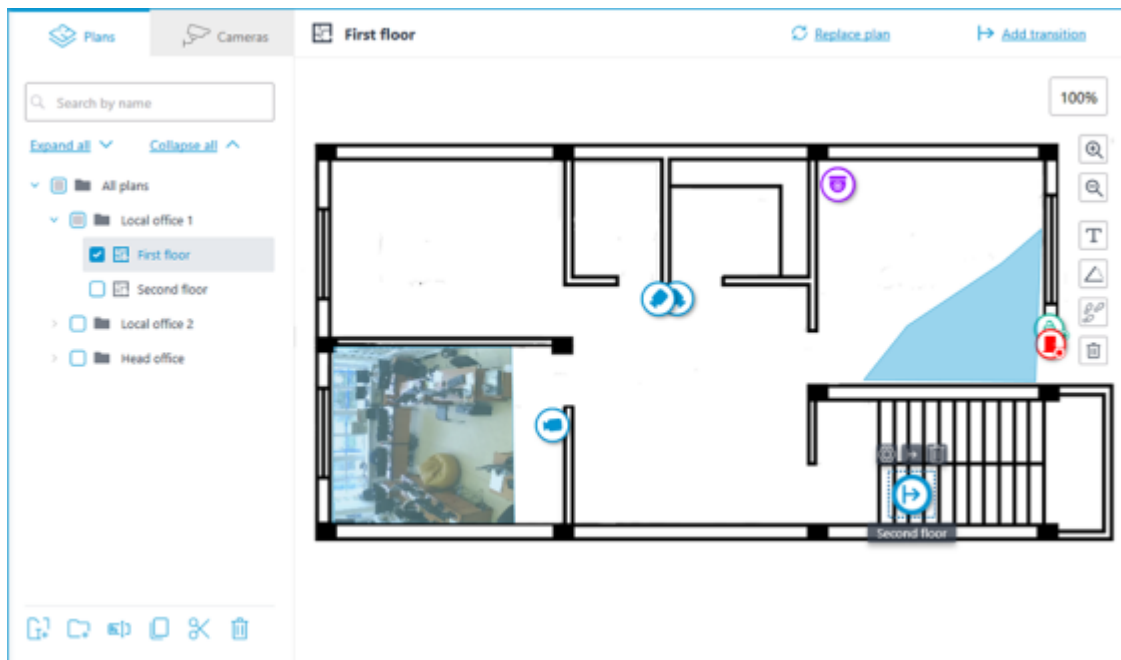 Plans
Cameras
First floor
Replace plan
Add transition
Search by name
100%
Expand all
Collapse all
All plans
Local office 1
First floor
Second floor
Local office 2
Head office
T
Second floor